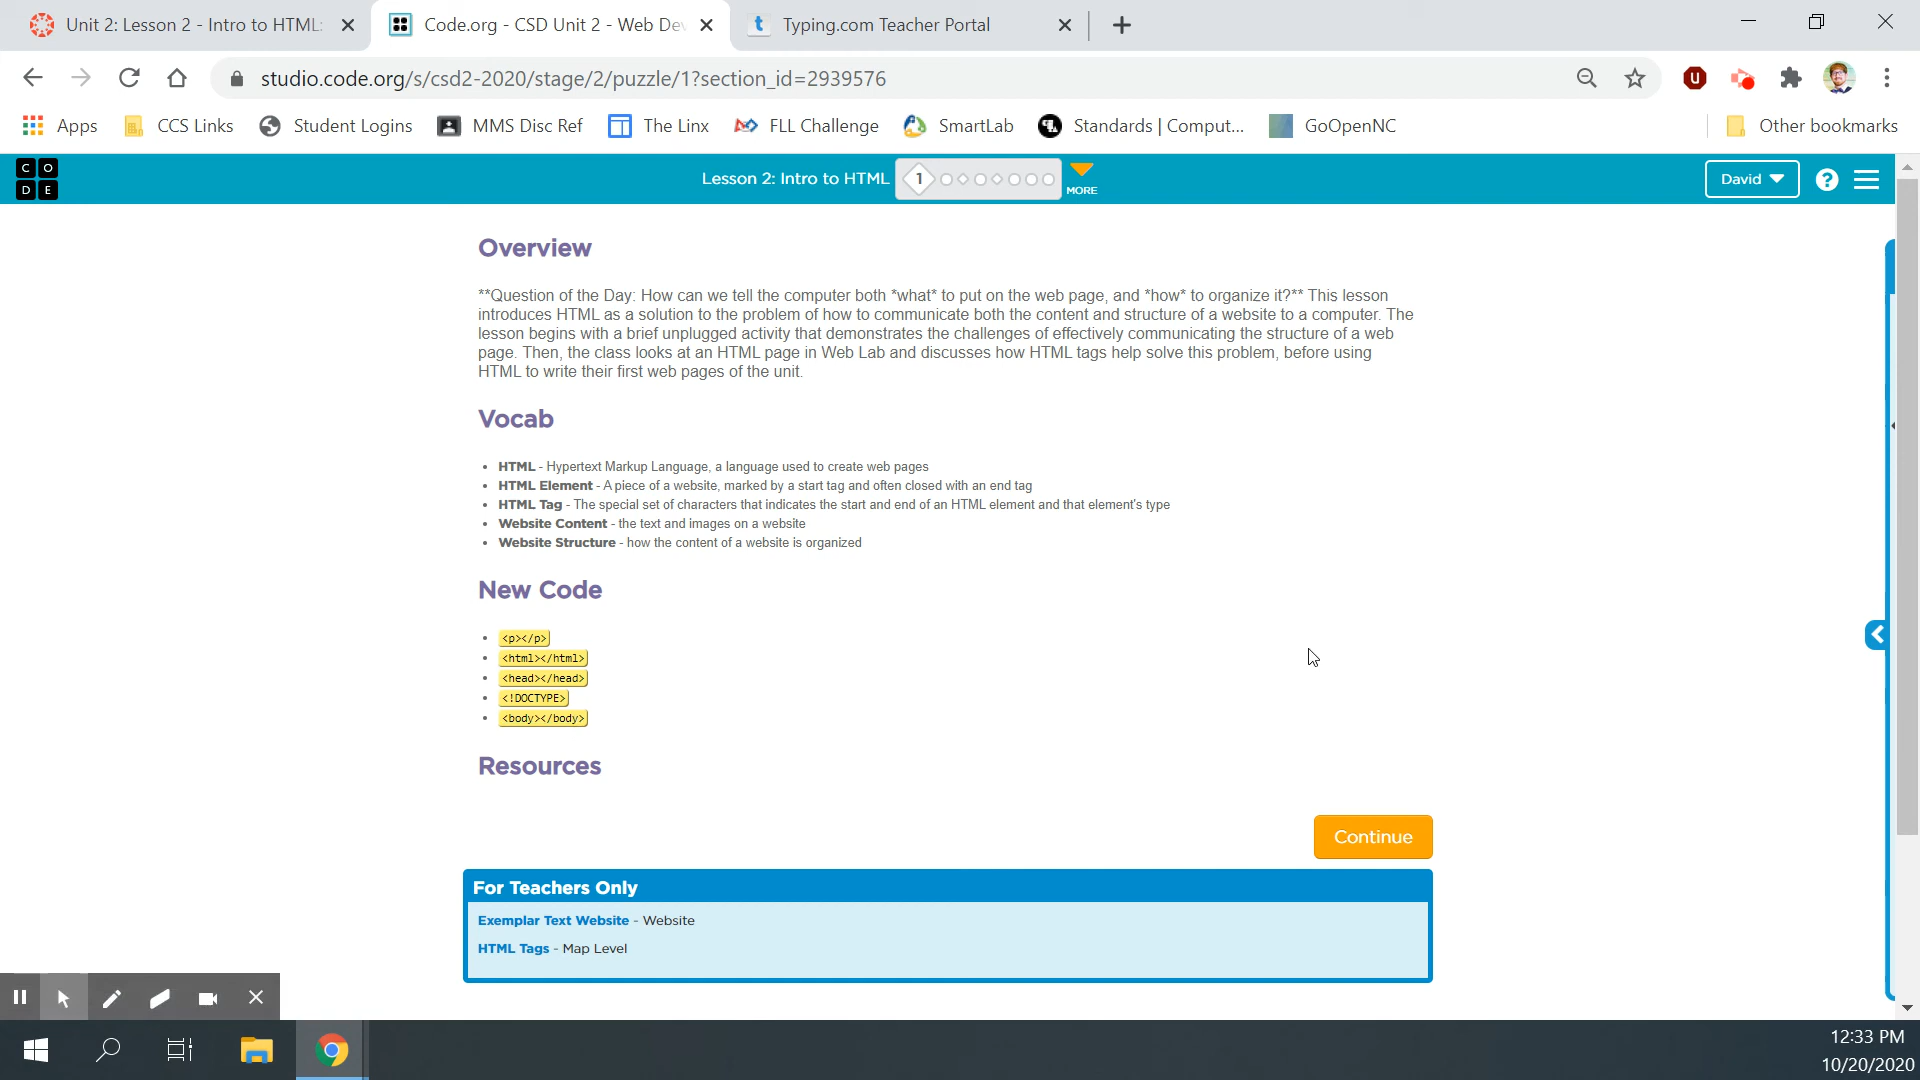 Unit 2: Lesson 2 - Intro to HTML:
Code.org - CSD Unit 2 - Web De
t Typing.com Teacher Portal
studio.code.org/s/csd2-2020/stage/2/puzzle/1?section_id=2939576
Apps
CCS Links
Student Logins
MMS Disc Ref
The Linx
FLL Challenge
SmartLab
Standards | Comput...
GoOpenNC
Other bookmarks
C O
D E
Lesson 2: Intro to HTML
1
MORE
David
?
Overview
**Question of the Day: How can we tell the computer both *what* to put on the web page, and *how* to organize it?** This lesson
introduces HTML as a solution to the problem of how to communicate both the content and structure of a website to a computer. The
lesson begins with a brief unplugged activity that demonstrates the challenges of effectively communicating the structure of a web
page. Then, the class looks at an HTML page in Web Lab and discusses how HTML tags help solve this problem, before using
HTML to write their first web pages of the unit.
Vocab
• HTML - Hypertext Markup Language, a language used to create web pages
• HTML Element - A piece of a website, marked by a start tag and often closed with an end tag
• HTML Tag - The special set of characters that indicates the start and end of an HTML element and that element's type
• Website Content - the text and images on a website
• Website Structure - how the content of a website is organized
New Code
• <p></p>
• <html></html>
• <head></head>
• <!DOCTYPE>
• <body></body>
Resources
Continue
For Teachers Only
Exemplar Text Website - Website
HTML Tags - Map Level
12:33 PM
10/20/2020